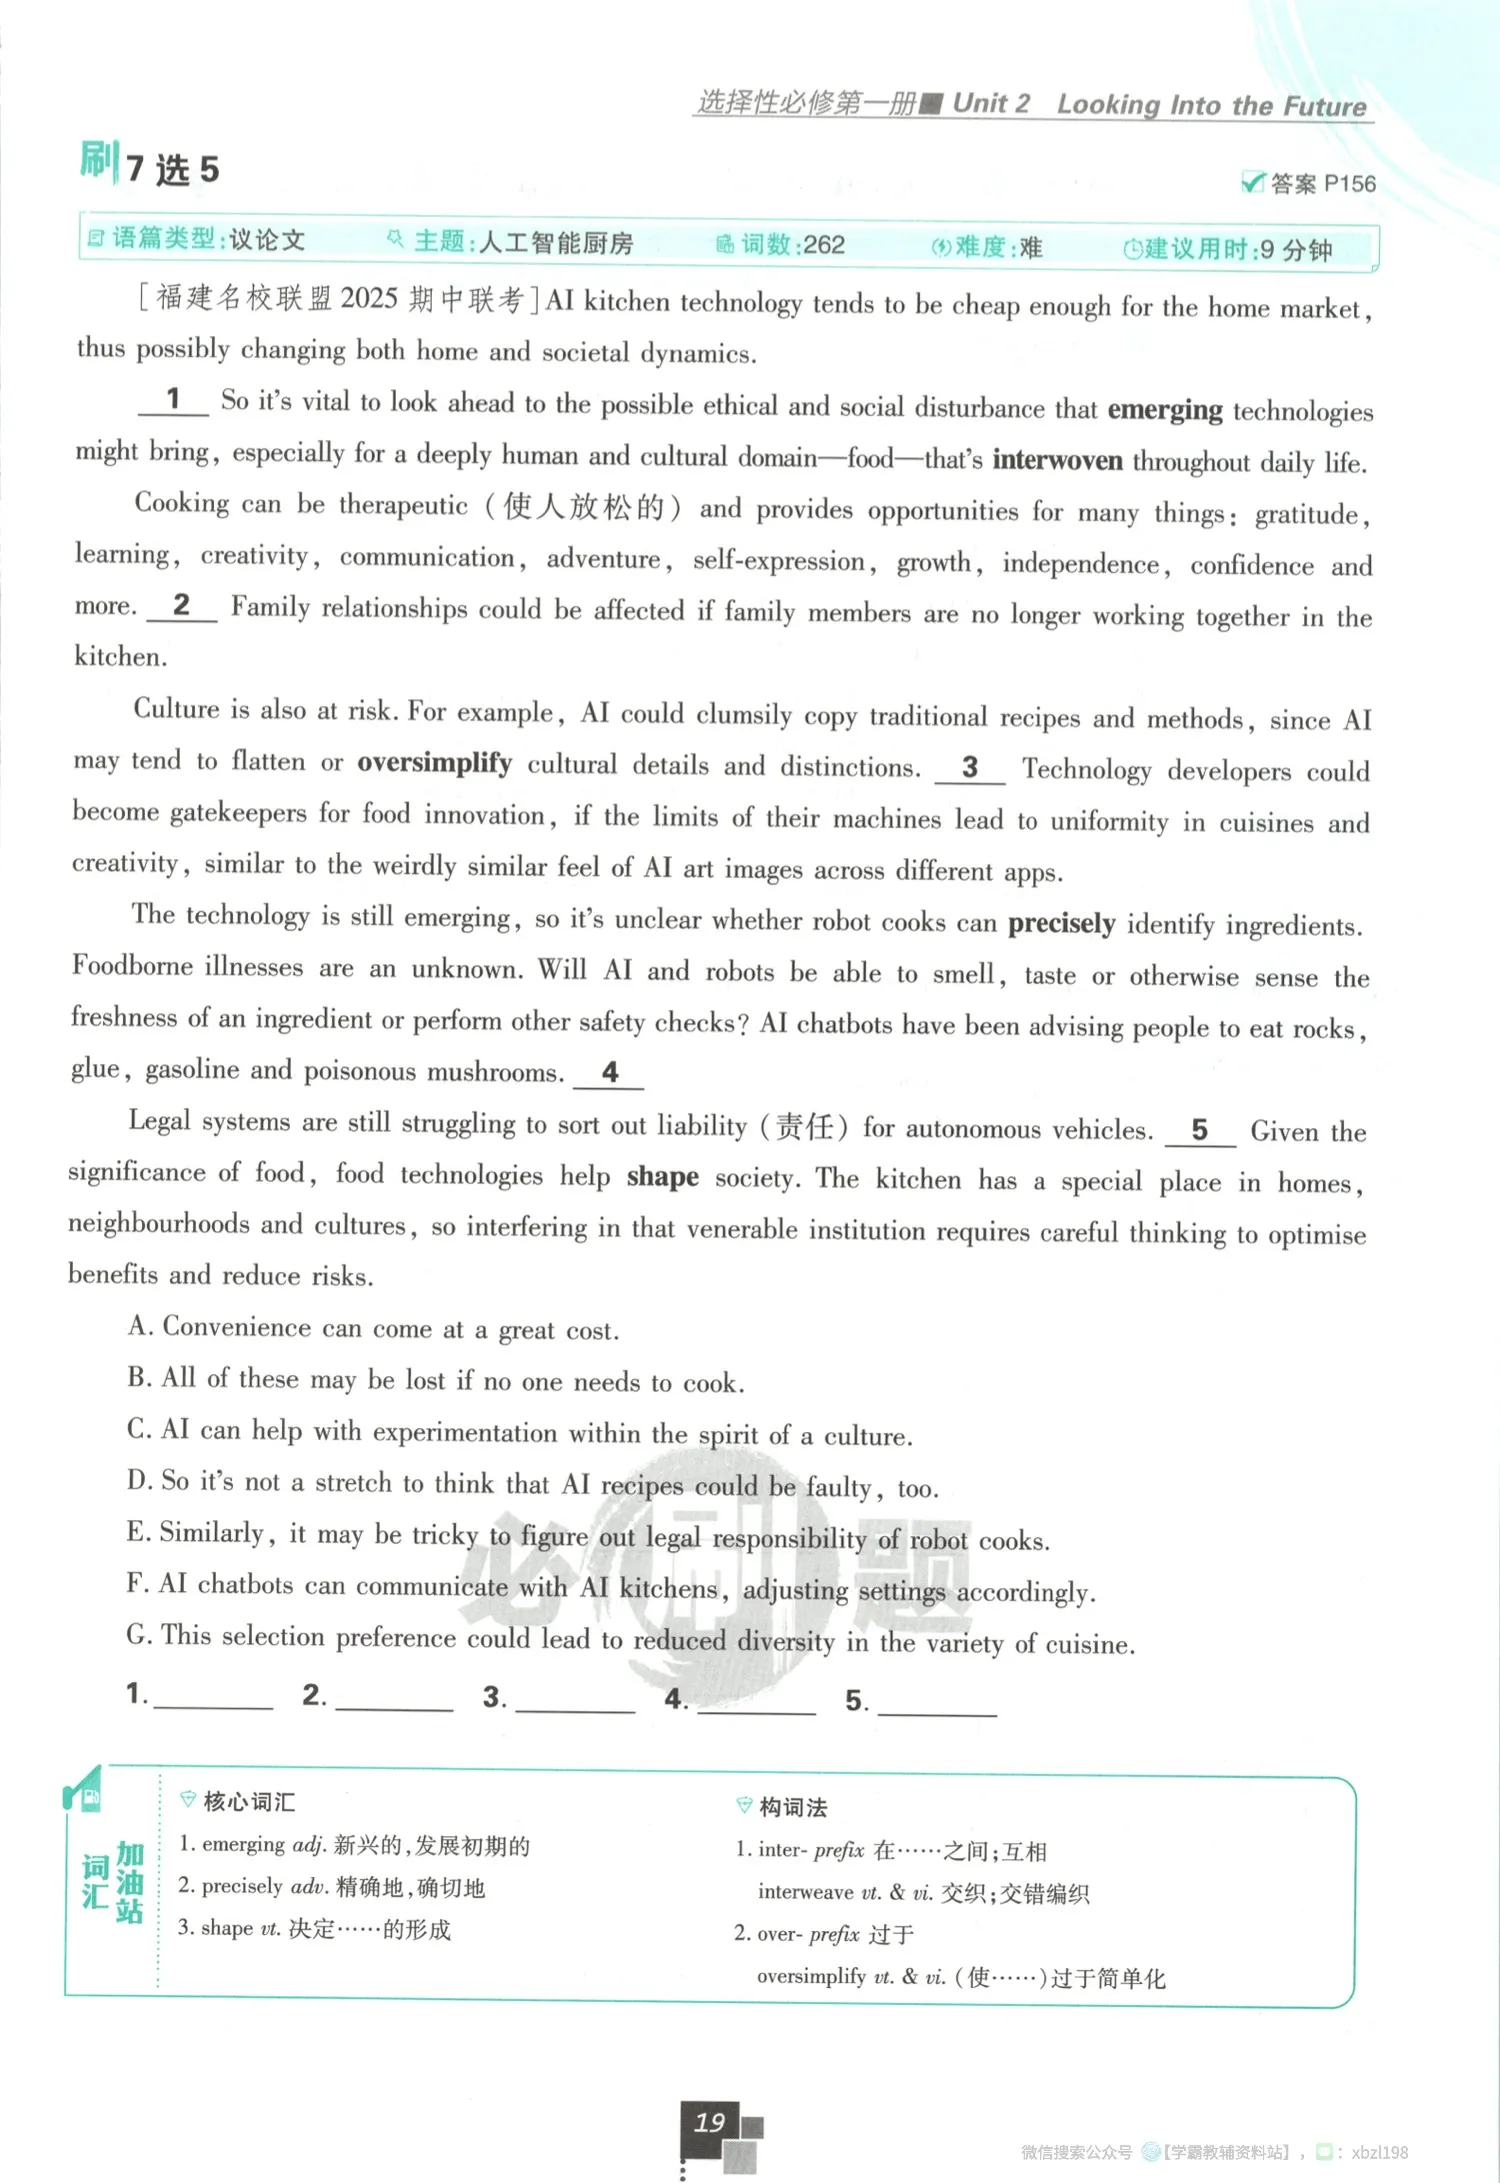 选择性必修第一册 Unit 2 Looking Into the Future
刷7选5
答案 P156
语篇类型:议论文 主题:人工智能厨房 词数:262 难度:难 建议用时:9分钟
[福建名校联盟2025期中联考]AI kitchen technology tends to be cheap enough for the home market,
thus possibly changing both home and societal dynamics.
1 So it's vital to look ahead to the possible ethical and social disturbance that emerging technologies
might bring, especially for a deeply human and cultural domain—food—that's interwoven throughout daily life.
Cooking can be therapeutic (使人放松的) and provides opportunities for many things: gratitude,
learning, creativity, communication, adventure, self-expression, growth, independence, confidence and
more. 2 Family relationships could be affected if family members are no longer working together in the
kitchen.
Culture is also at risk. For example, AI could clumsily copy traditional recipes and methods, since AI
may tend to flatten or oversimplify cultural details and distinctions. 3 Technology developers could
become gatekeepers for food innovation, if the limits of their machines lead to uniformity in cuisines and
creativity, similar to the weirdly similar feel of AI art images across different apps.
The technology is still emerging, so it's unclear whether robot cooks can precisely identify ingredients.
Foodborne illnesses are an unknown. Will AI and robots be able to smell, taste or otherwise sense the
freshness of an ingredient or perform other safety checks? AI chatbots have been advising people to eat rocks,
glue, gasoline and poisonous mushrooms. 4
Legal systems are still struggling to sort out liability (责任) for autonomous vehicles. 5 Given the
significance of food, food technologies help shape society. The kitchen has a special place in homes,
neighbourhoods and cultures, so interfering in that venerable institution requires careful thinking to optimise
benefits and reduce risks.
A. Convenience can come at a great cost.
B. All of these may be lost if no one needs to cook.
C. AI can help with experimentation within the spirit of a culture.
D. So it's not a stretch to think that AI recipes could be faulty, too.
E. Similarly, it may be tricky to figure out legal responsibility of robot cooks.
F. AI chatbots can communicate with AI kitchens, adjusting settings accordingly.
G. This selection preference could lead to reduced diversity in the variety of cuisine.
必刷题
1.________ 2.________ 3.________ 4.________ 5.________
词汇加油站
核心词汇
1. emerging adj. 新兴的,发展初期的
2. precisely adv. 精确地,确切地
3. shape vt. 决定……的形成
构词法
1. inter- prefix 在……之间;互相
interweave vt. & vi. 交织;交错编织
2. over- prefix 过于
oversimplify vt. & vi. (使……)过于简单化
19
微信搜索公众号【学霸教辅资料站】, : xbzl198